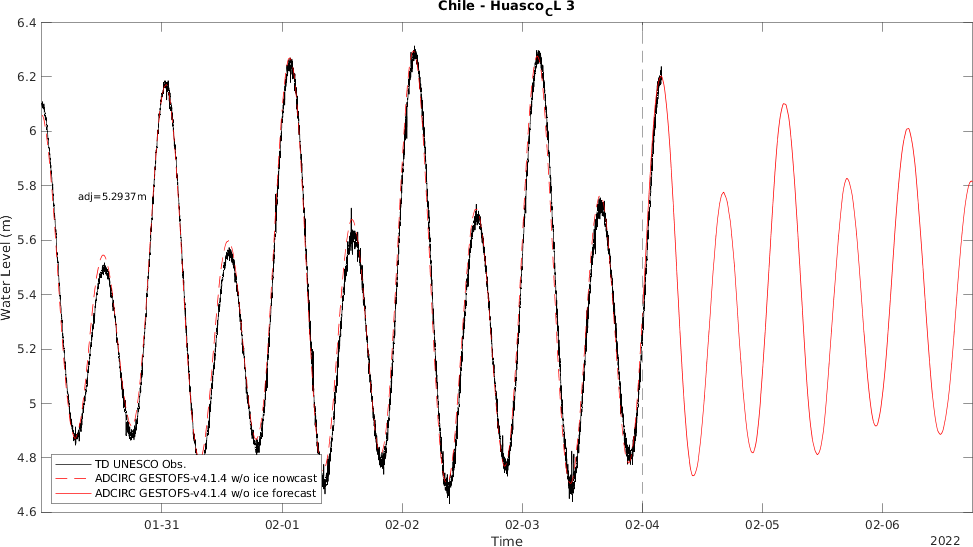 Chile - Huasco_CL 3
6.4
6.2
6
5.8
5.6
5.4
5.2
5
4.8
4.6
Water Level (m)
adj=5.2937m
TD UNESCO Obs.
ADCIRC GESTOFS-v4.1.4 w/o ice nowcast
ADCIRC GESTOFS-v4.1.4 w/o ice forecast
01-31 02-01 02-02 02-03 02-04 02-05 02-06
Time
2022